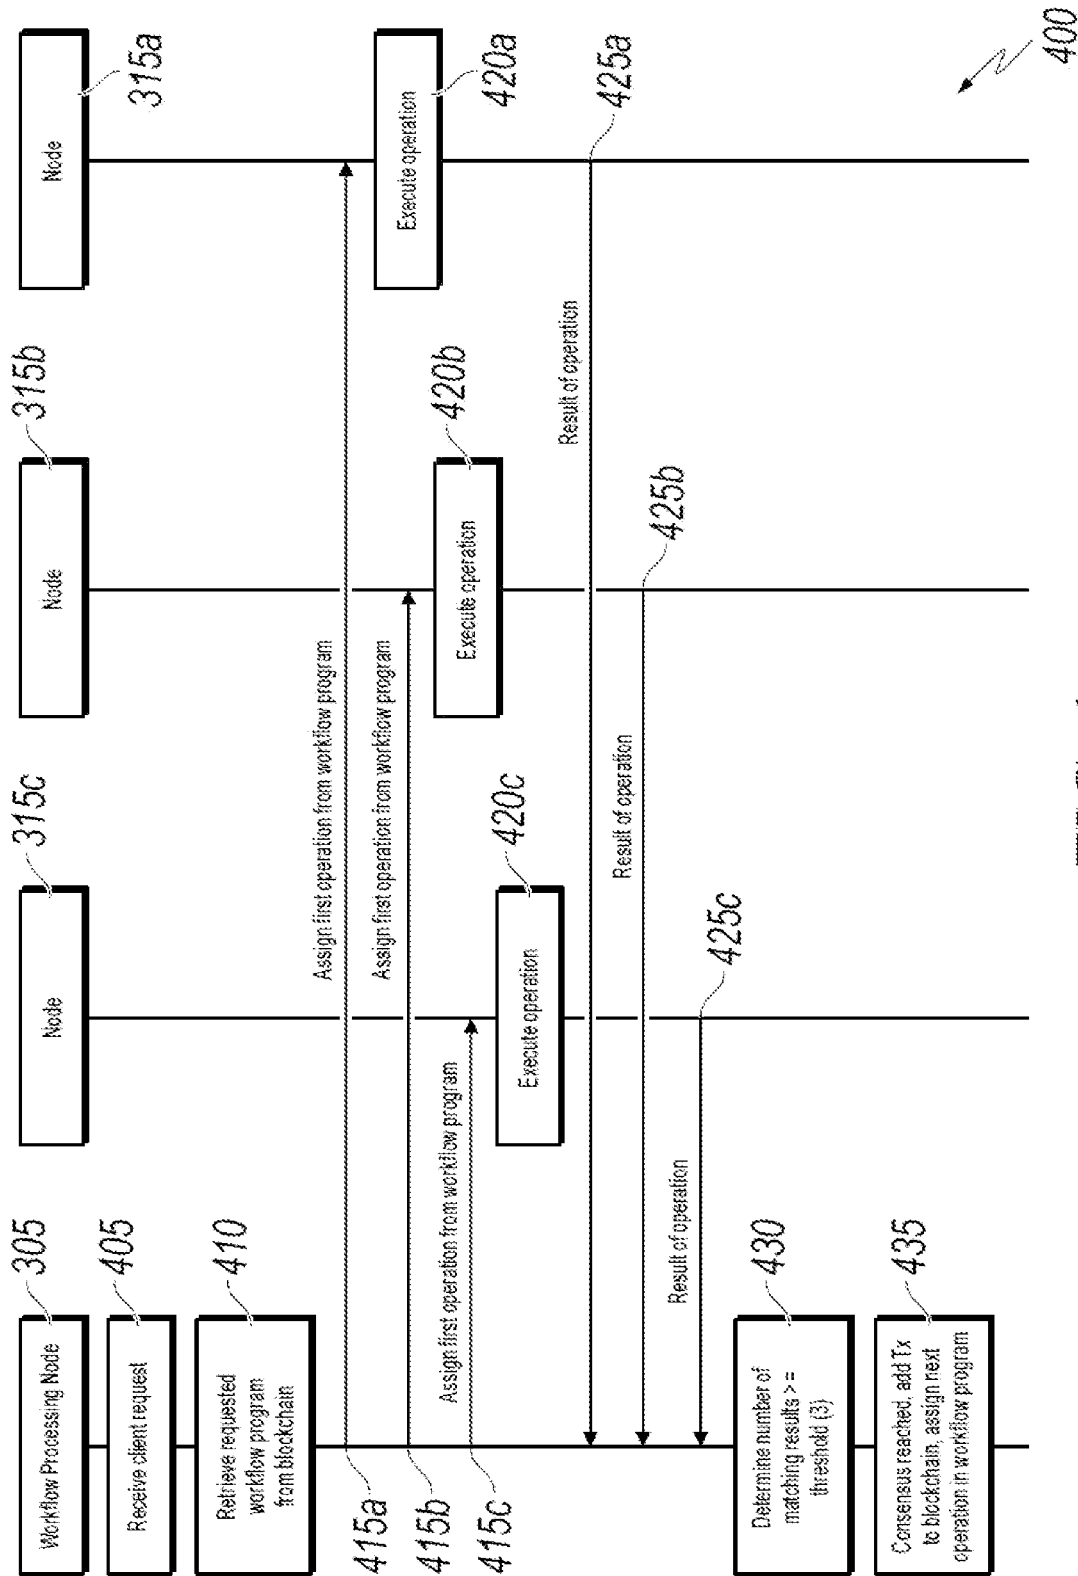 Workflow Processing Node
305
Node
315c
Node
315b
Node
315a
Receive client request
405
Retrieve requested
workflow program
from blockchain
410
415a
Assign first operation from workflow program
415b
Assign first operation from workflow program
415c
Assign first operation from workflow program
Execute operation
420a
Execute operation
420b
Execute operation
420c
Result of operation
425a
Result of operation
425b
Result of operation
425c
Determine number of
matching results > =
threshold (3)
430
Consensus reached, add Tx
to blockchain, assign next
operation in workflow program
435
400